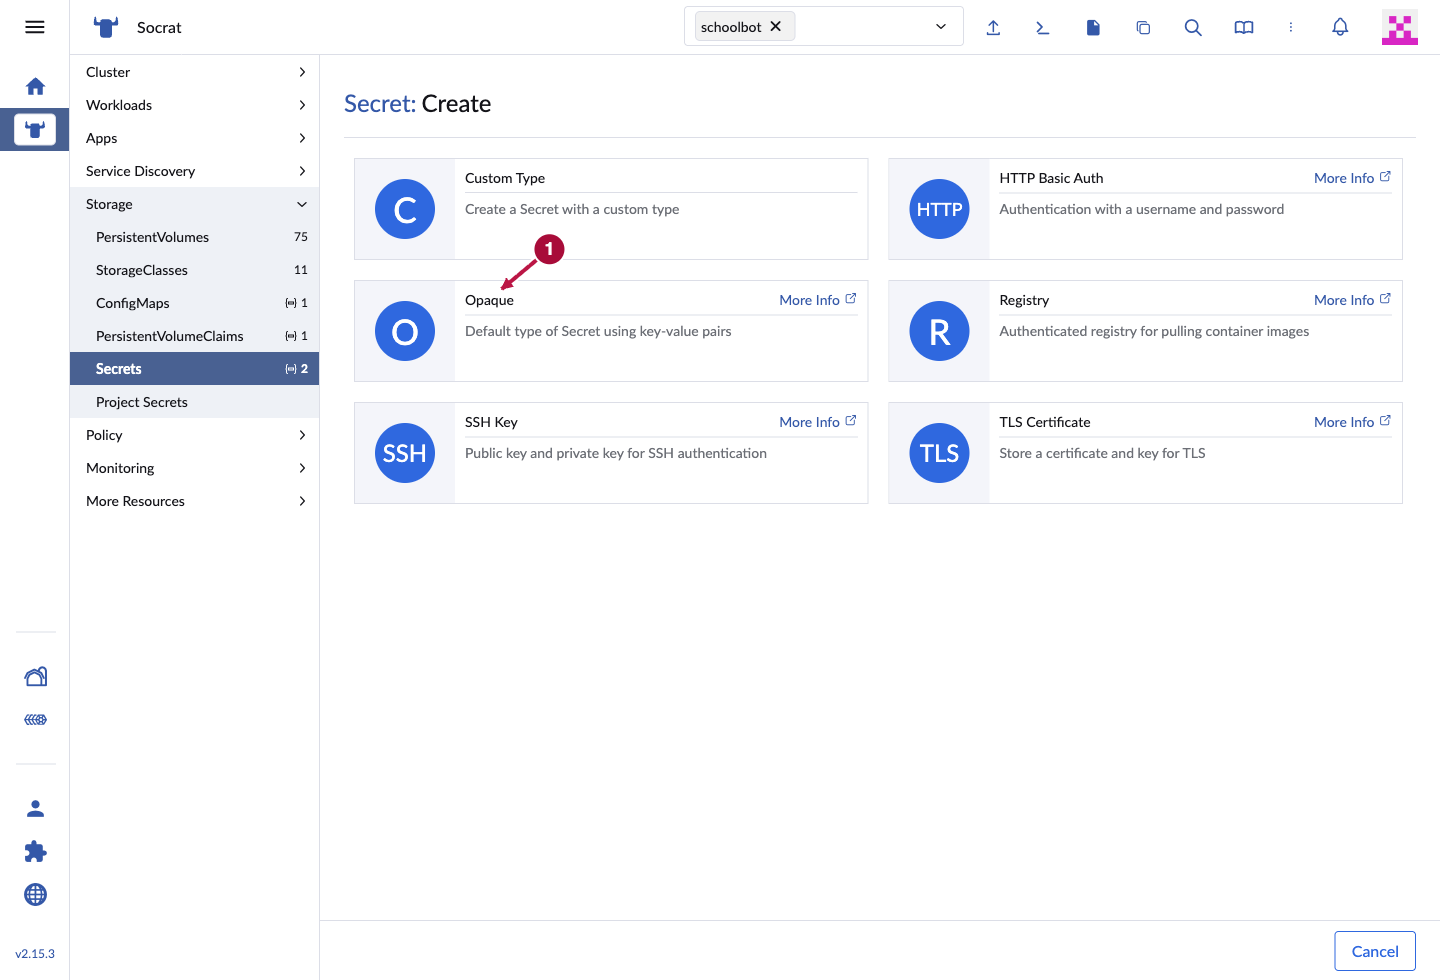 Socrat
schoolbot
Cluster
Workloads
Apps
Service Discovery
Storage
PersistentVolumes 75
StorageClasses 11
ConfigMaps 1
PersistentVolumeClaims 1
Secrets 2
Project Secrets
Policy
Monitoring
More Resources
v2.15.3
Secret: Create
C
Custom Type
Create a Secret with a custom type
HTTP
HTTP Basic Auth More Info
Authentication with a username and password
1
O
Opaque More Info
Default type of Secret using key-value pairs
R
Registry More Info
Authenticated registry for pulling container images
SSH
SSH Key More Info
Public key and private key for SSH authentication
TLS
TLS Certificate More Info
Store a certificate and key for TLS
Cancel